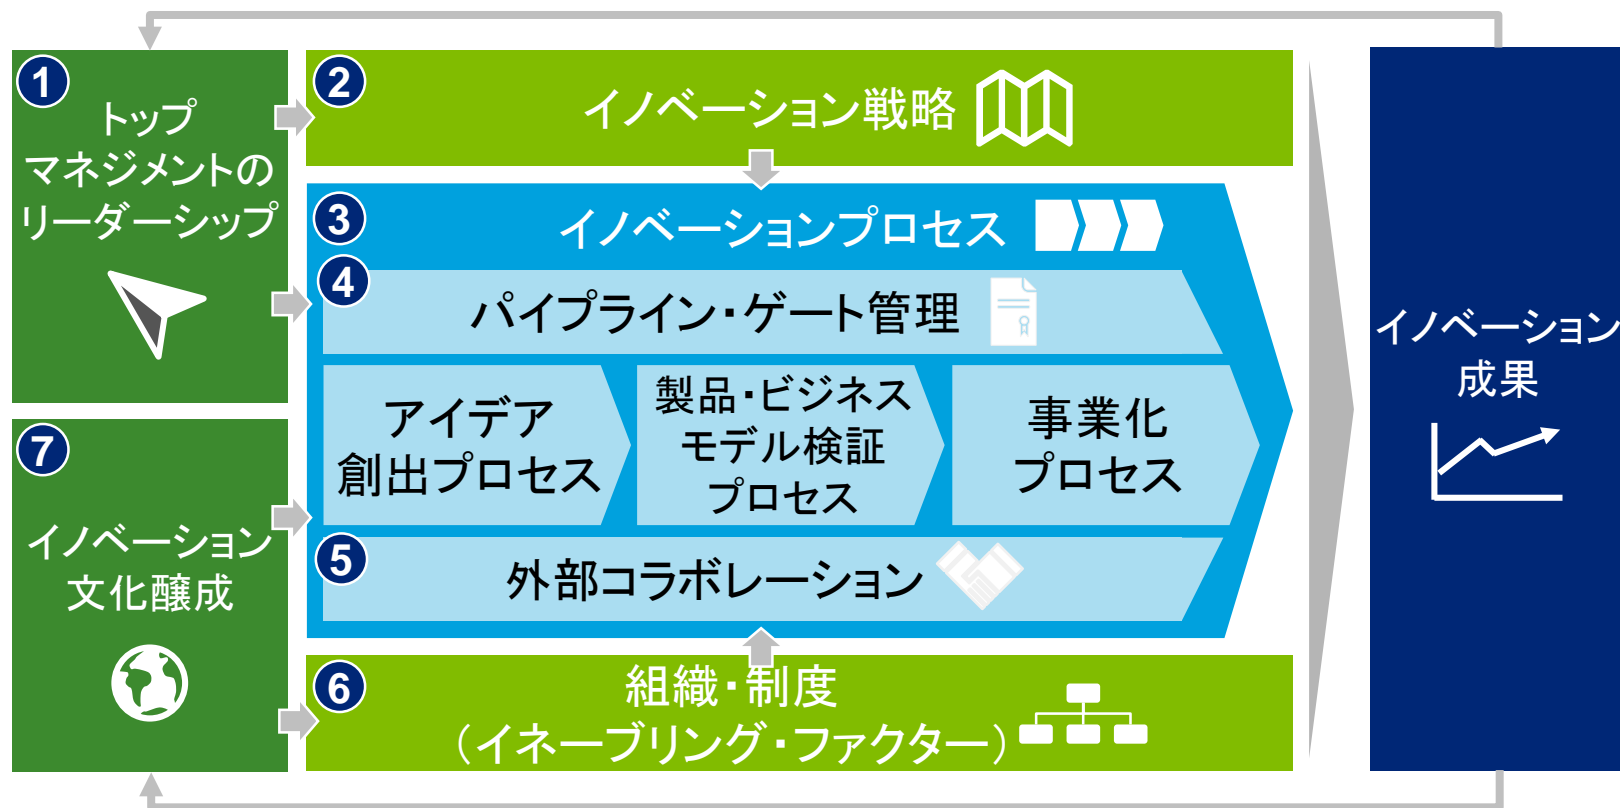 1
トップ
マネジメントの
リーダーシップ
2
イノベーション戦略
3
イノベーションプロセス
4
パイプライン・ゲート管理
アイデア
創出プロセス
製品・ビジネス
モデル検証
プロセス
事業化
プロセス
5
外部コラボレーション
6
組織・制度
（イネーブリング・ファクター）
7
イノベーション
文化醸成
イノベーション
成果